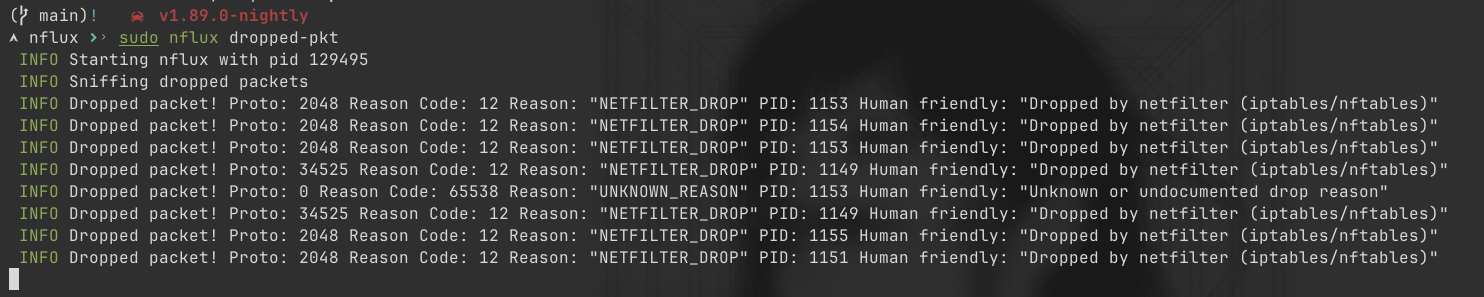 ( main)! v1.89.0-nightly
nflux sudo nflux dropped-pkt
INFO Starting nflux with pid 129495
INFO Sniffing dropped packets
INFO Dropped packet! Proto: 2048 Reason Code: 12 Reason: "NETFILTER_DROP" PID: 1153 Human friendly: "Dropped by netfilter (iptables/nftables)"
INFO Dropped packet! Proto: 2048 Reason Code: 12 Reason: "NETFILTER_DROP" PID: 1154 Human friendly: "Dropped by netfilter (iptables/nftables)"
INFO Dropped packet! Proto: 2048 Reason Code: 12 Reason: "NETFILTER_DROP" PID: 1153 Human friendly: "Dropped by netfilter (iptables/nftables)"
INFO Dropped packet! Proto: 34525 Reason Code: 12 Reason: "NETFILTER_DROP" PID: 1149 Human friendly: "Dropped by netfilter (iptables/nftables)"
INFO Dropped packet! Proto: 0 Reason Code: 65538 Reason: "UNKNOWN_REASON" PID: 1153 Human friendly: "Unknown or undocumented drop reason"
INFO Dropped packet! Proto: 34525 Reason Code: 12 Reason: "NETFILTER_DROP" PID: 1149 Human friendly: "Dropped by netfilter (iptables/nftables)"
INFO Dropped packet! Proto: 2048 Reason Code: 12 Reason: "NETFILTER_DROP" PID: 1155 Human friendly: "Dropped by netfilter (iptables/nftables)"
INFO Dropped packet! Proto: 2048 Reason Code: 12 Reason: "NETFILTER_DROP" PID: 1151 Human friendly: "Dropped by netfilter (iptables/nftables)"